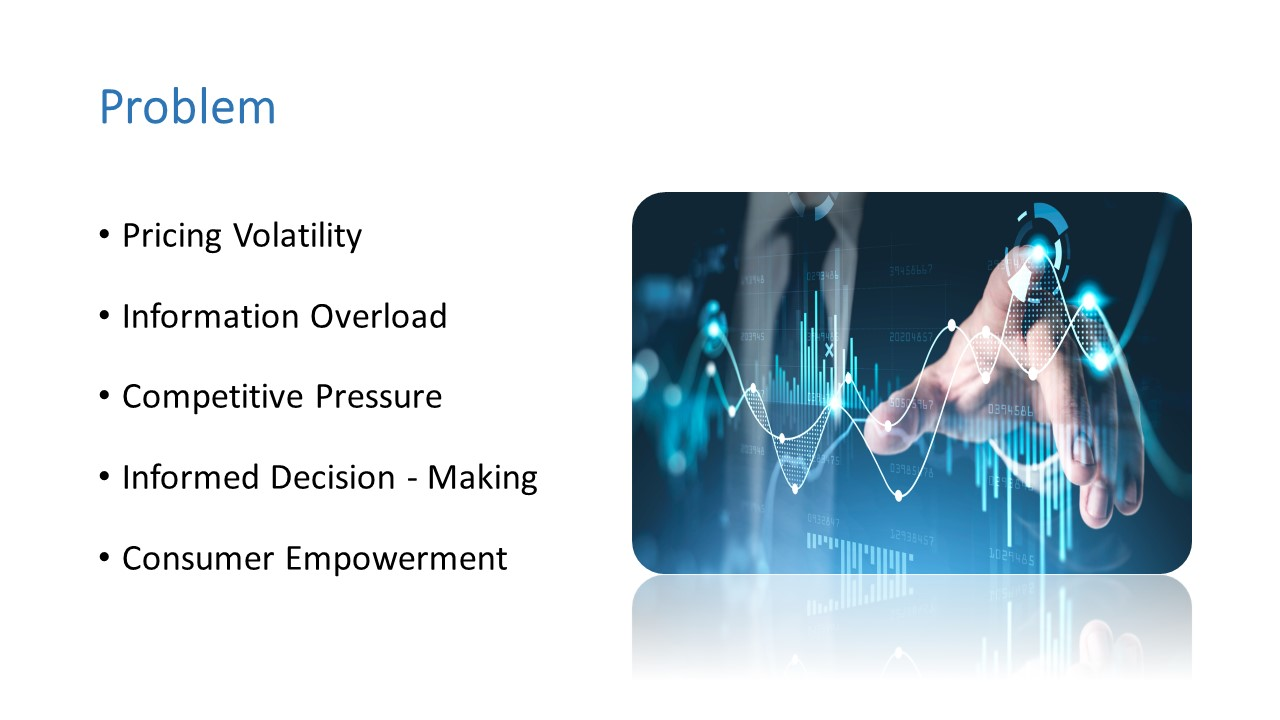 Problem
• Pricing Volatility
• Information Overload
• Competitive Pressure
• Informed Decision - Making
• Consumer Empowerment